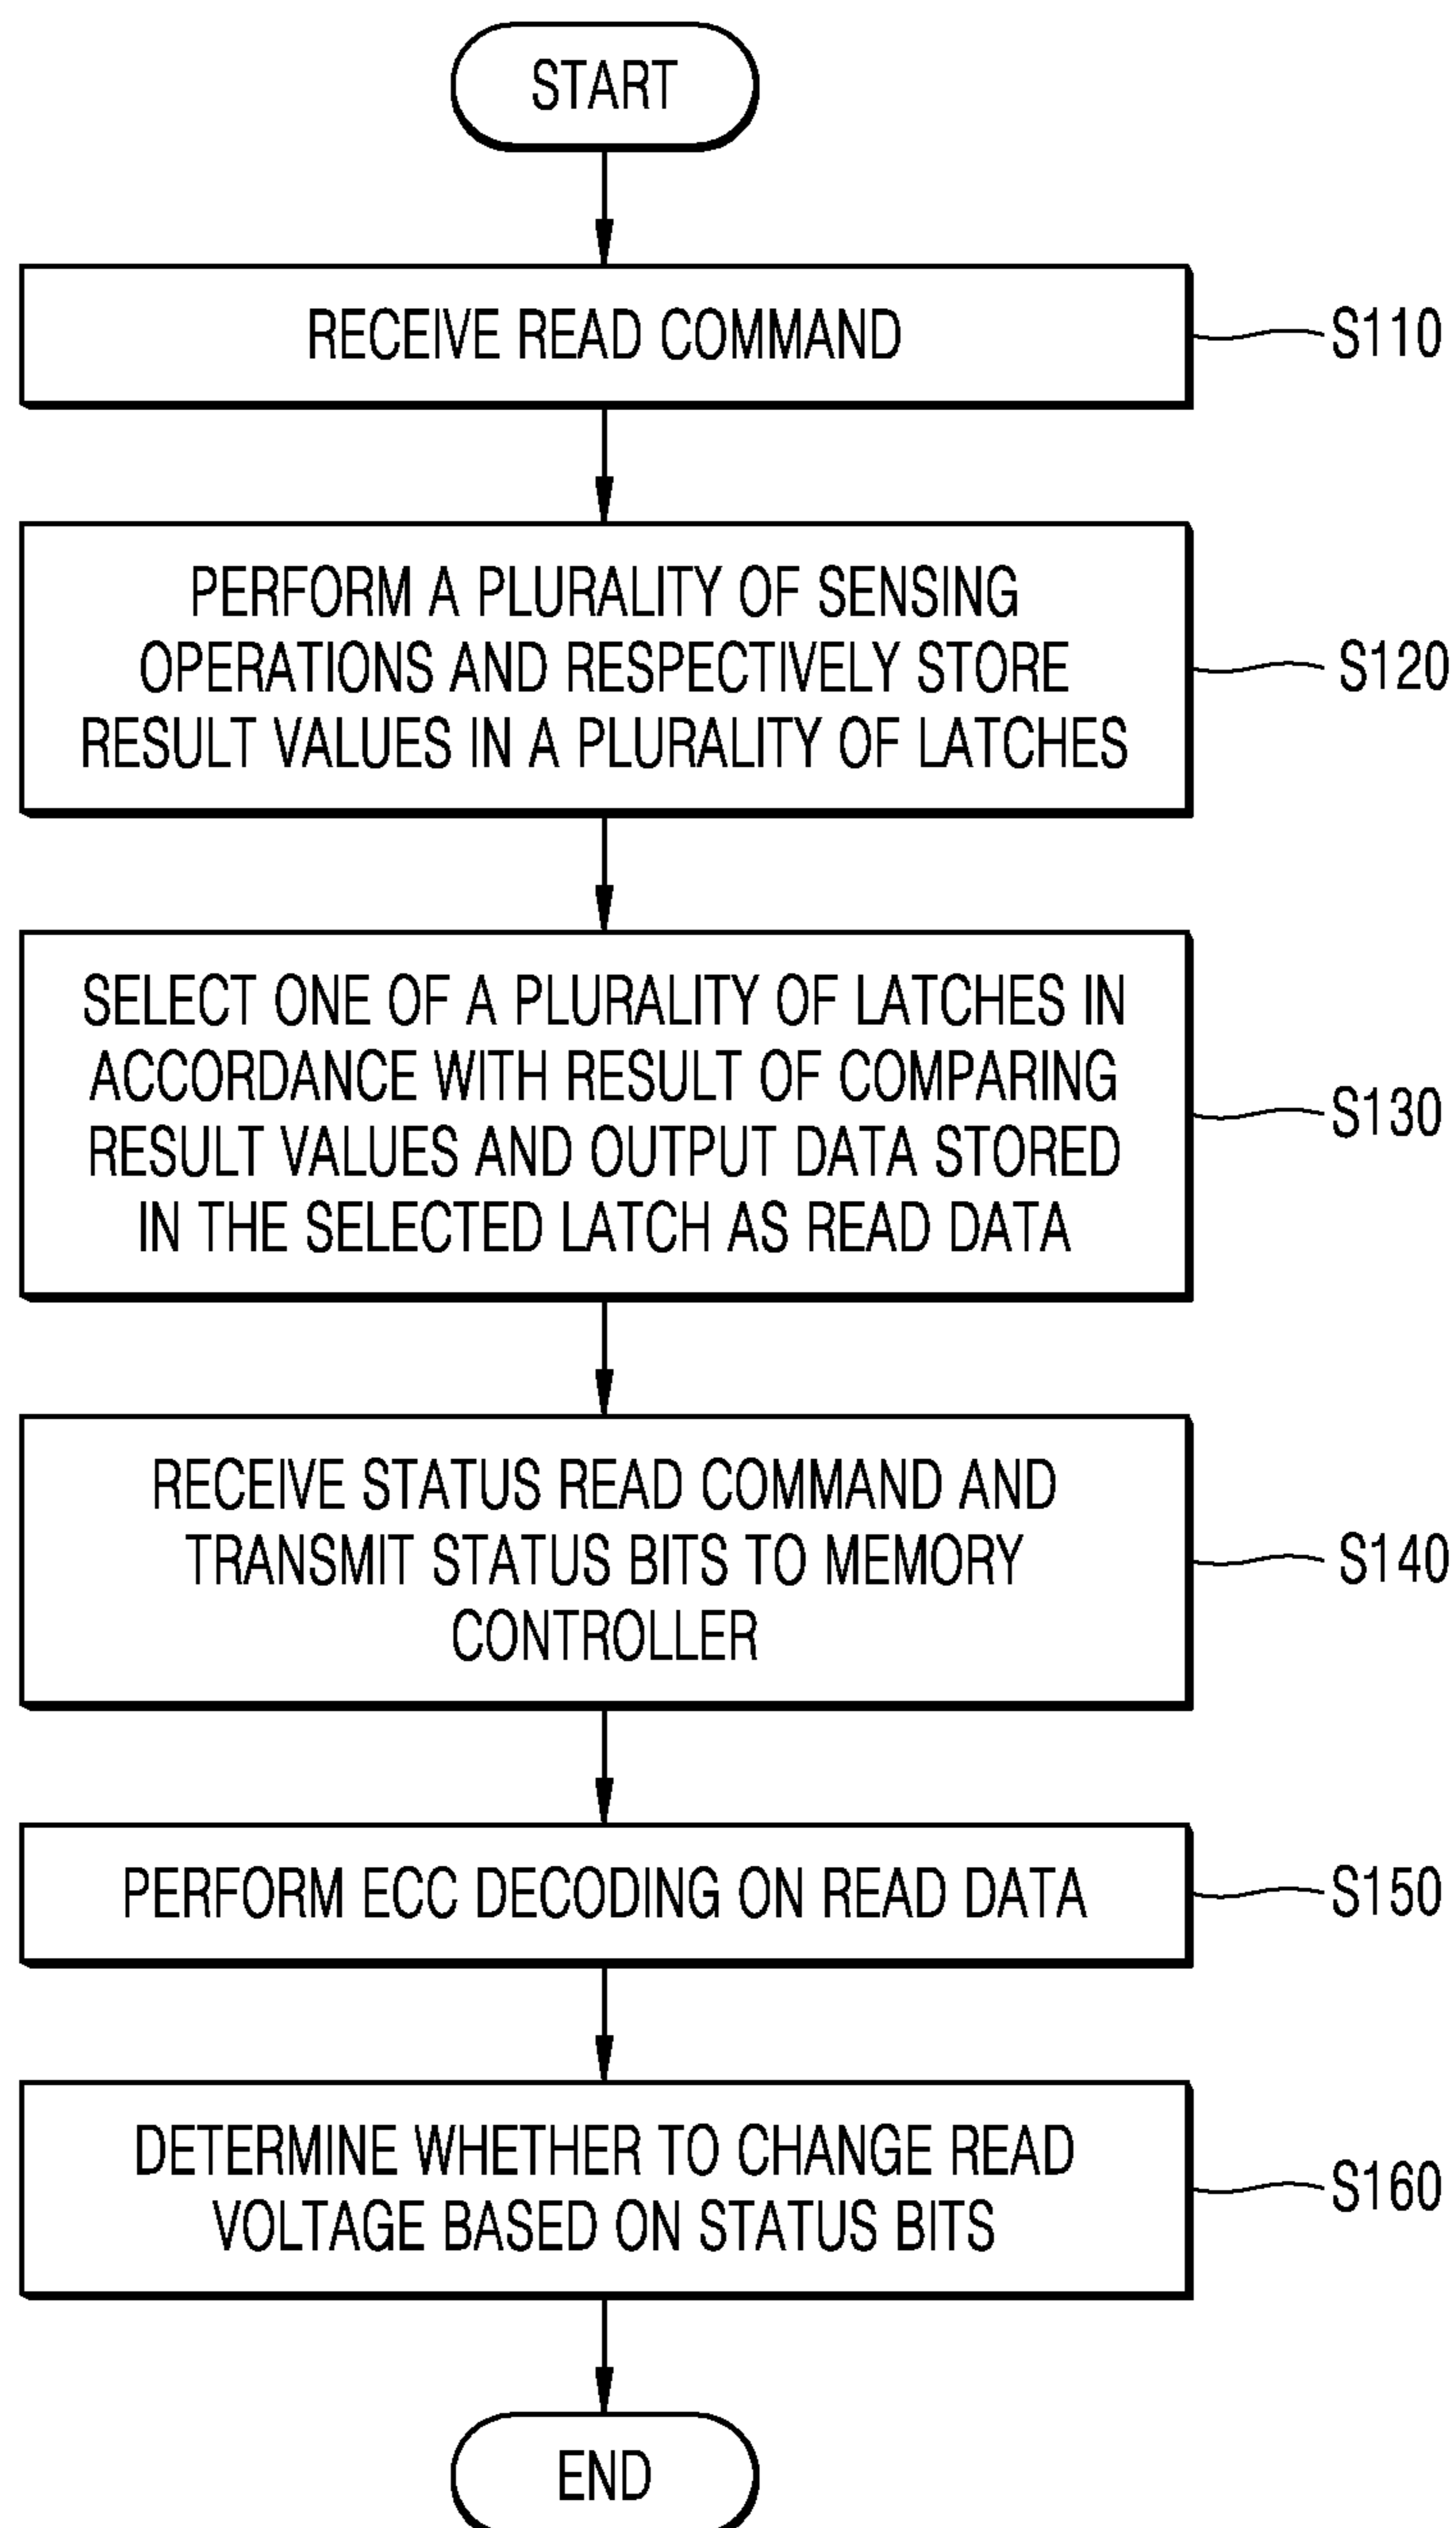 START
RECEIVE READ COMMAND
S110
PERFORM A PLURALITY OF SENSING
OPERATIONS AND RESPECTIVELY STORE
RESULT VALUES IN A PLURALITY OF LATCHES
S120
SELECT ONE OF A PLURALITY OF LATCHES IN
ACCORDANCE WITH RESULT OF COMPARING
RESULT VALUES AND OUTPUT DATA STORED
IN THE SELECTED LATCH AS READ DATA
S130
RECEIVE STATUS READ COMMAND AND
TRANSMIT STATUS BITS TO MEMORY
CONTROLLER
S140
PERFORM ECC DECODING ON READ DATA
S150
DETERMINE WHETHER TO CHANGE READ
VOLTAGE BASED ON STATUS BITS
S160
END